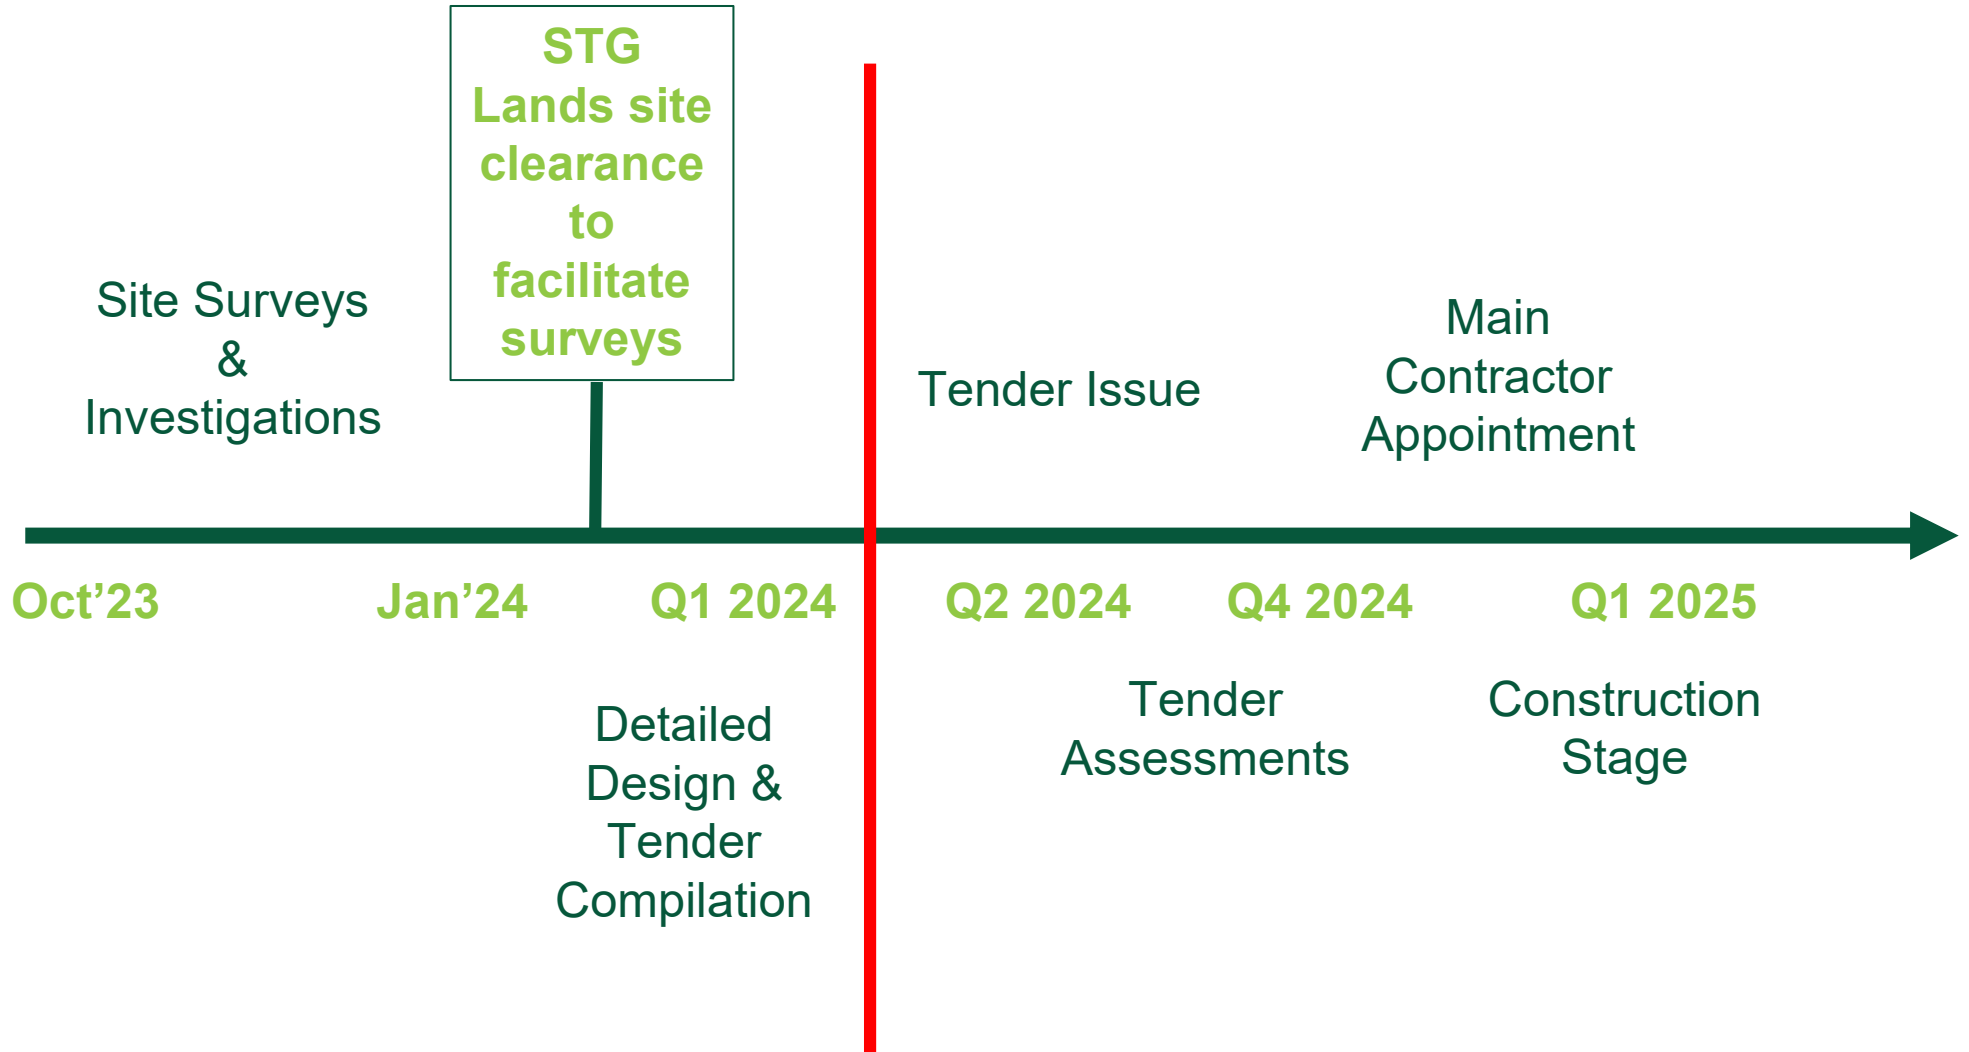 STG
Lands site
clearance
to
facilitate
surveys
Site Surveys
&
Investigations
Tender Issue
Main
Contractor
Appointment
Oct’23
Jan’24
Q1 2024
Q2 2024
Q4 2024
Q1 2025
Detailed
Design &
Tender
Compilation
Tender
Assessments
Construction
Stage